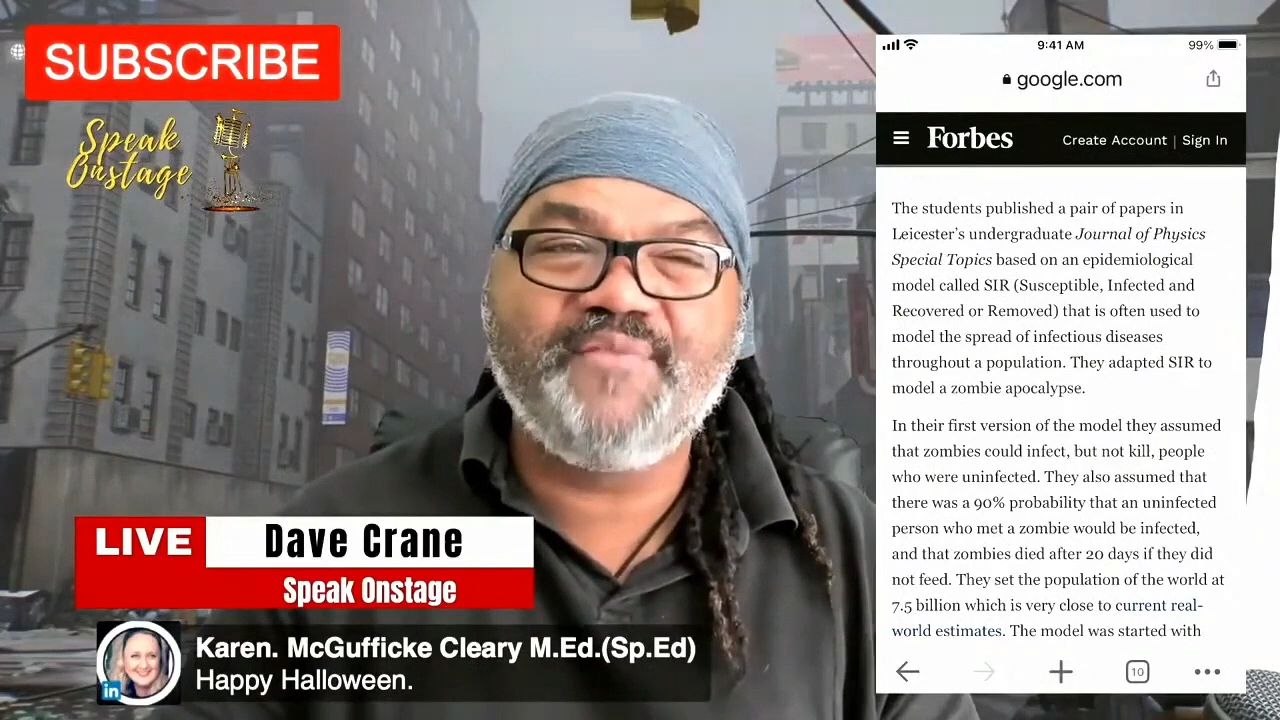 SUBSCRIBE
Speak
Onstage
LIVE
Dave Crane
Speak Onstage
in
Karen. McGufficke Cleary M.Ed.(Sp.Ed)
Happy Halloween.
9:41 AM
99%
google.com
Forbes
Create Account | Sign In
The students published a pair of papers in
Leicester's undergraduate Journal of Physics
Special Topics based on an epidemiological
model called SIR (Susceptible, Infected and
Recovered or Removed) that is often used to
model the spread of infectious diseases
throughout a population. They adapted SIR to
model a zombie apocalypse.
In their first version of the model they assumed
that zombies could infect, but not kill, people
who were uninfected. They also assumed that
there was a 90% probability that an uninfected
person who met a zombie would be infected,
and that zombies died after 20 days if they did
not feed. They set the population of the world at
7.5 billion which is very close to current real-
world estimates. The model was started with
10